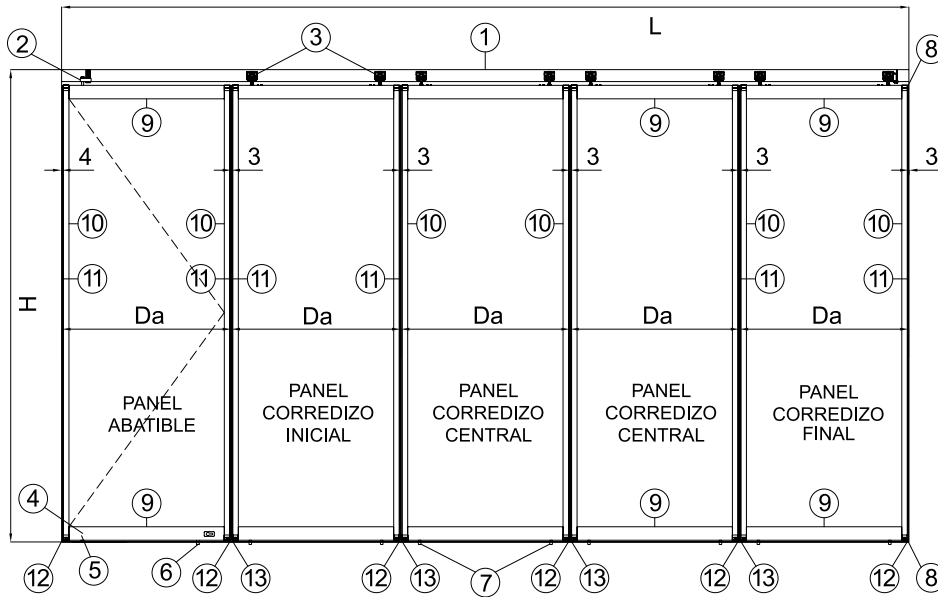 L
2
3
1
8
9
9
9
4
3
3
3
3
3
10
10
10
10
10
10
11
11
11
11
11
11
H
Da
Da
Da
Da
Da
PANEL
ABATIBLE
PANEL
CORREDIZO
INICIAL
PANEL
CORREDIZO
CENTRAL
PANEL
CORREDIZO
CENTRAL
PANEL
CORREDIZO
FINAL
4
9
9
9
12
5
6
12
13
12
13
7
12
13
12
13
12
8